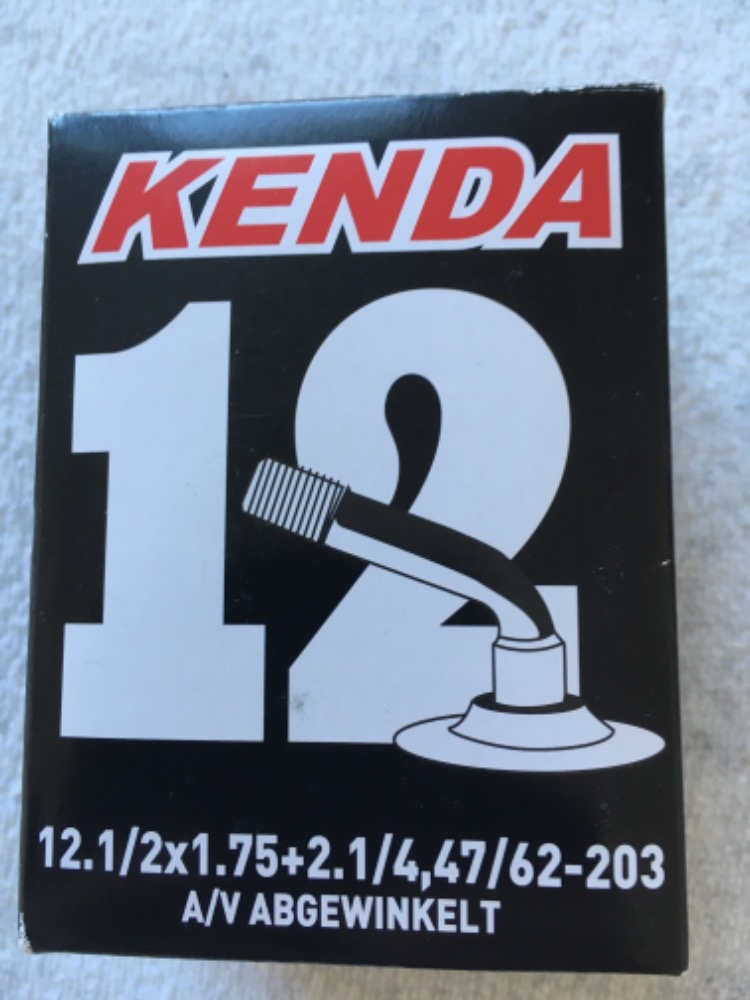 KENDA
12
12.1/2x1.75+2.1/4,47/62-203
A/V ABGEWINKELT